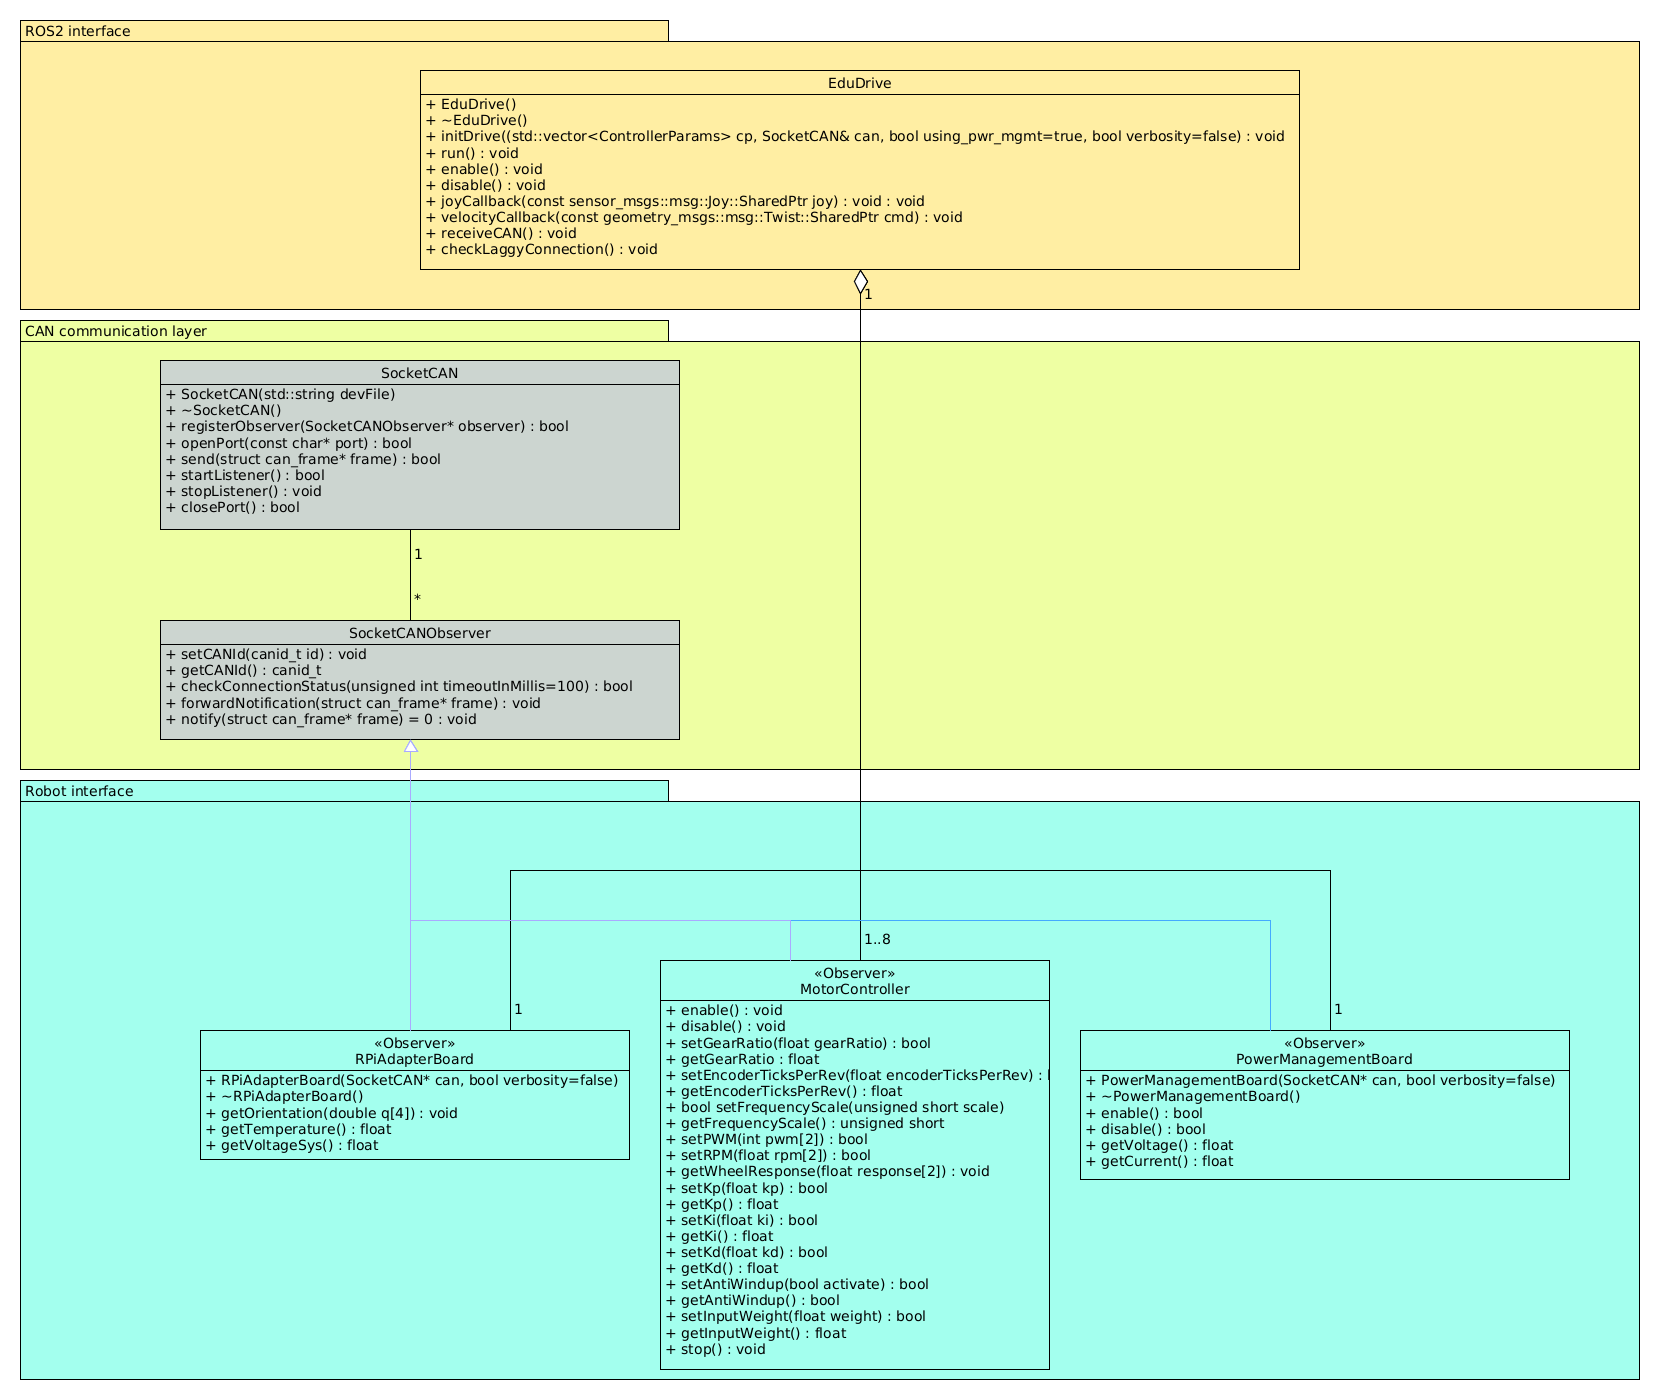 ROS2 interface
EduDrive
+ EduDrive()
+ ~EduDrive()
+ initDrive((std::vector<ControllerParams> cp, SocketCAN& can, bool using_pwr_mgmt=true, bool verbosity=false) : void
+ run() : void
+ enable() : void
+ disable() : void
+ joyCallback(const sensor_msgs::msg::Joy::SharedPtr joy) : void : void
+ velocityCallback(const geometry_msgs::msg::Twist::SharedPtr cmd) : void
+ receiveCAN() : void
+ checkLaggyConnection() : void
1
CAN communication layer
SocketCAN
+ SocketCAN(std::string devFile)
+ ~SocketCAN()
+ registerObserver(SocketCANObserver* observer) : bool
+ openPort(const char* port) : bool
+ send(struct can_frame* frame) : bool
+ startListener() : bool
+ stopListener() : void
+ closePort() : bool
1
*
SocketCANObserver
+ setCANId(canid_t id) : void
+ getCANId() : canid_t
+ checkConnectionStatus(unsigned int timeoutInMillis=100) : bool
+ forwardNotification(struct can_frame* frame) : void
+ notify(struct can_frame* frame) = 0 : void
Robot interface
1
«Observer»
RPiAdapterBoard
+ RPiAdapterBoard(SocketCAN* can, bool verbosity=false)
+ ~RPiAdapterBoard()
+ getOrientation(double q[4]) : void
+ getTemperature() : float
+ getVoltageSys() : float
1..8
«Observer»
MotorController
+ enable() : void
+ disable() : void
+ setGearRatio(float gearRatio) : bool
+ getGearRatio : float
+ setEncoderTicksPerRev(float encoderTicksPerRev) :
+ getEncoderTicksPerRev() : float
+ bool setFrequencyScale(unsigned short scale)
+ getFrequencyScale() : unsigned short
+ setPWM(int pwm[2]) : bool
+ setRPM(float rpm[2]) : bool
+ getWheelResponse(float response[2]) : void
+ setKp(float kp) : bool
+ getKp() : float
+ setKi(float ki) : bool
+ getKi() : float
+ setKd(float kd) : bool
+ getKd() : float
+ setAntiWindup(bool activate) : bool
+ getAntiWindup() : bool
+ setInputWeight(float weight) : bool
+ getInputWeight() : float
+ stop() : void
1
«Observer»
PowerManagementBoard
+ PowerManagementBoard(SocketCAN* can, bool verbosity=false)
+ ~PowerManagementBoard()
+ enable() : bool
+ disable() : bool
+ getVoltage() : float
+ getCurrent() : float